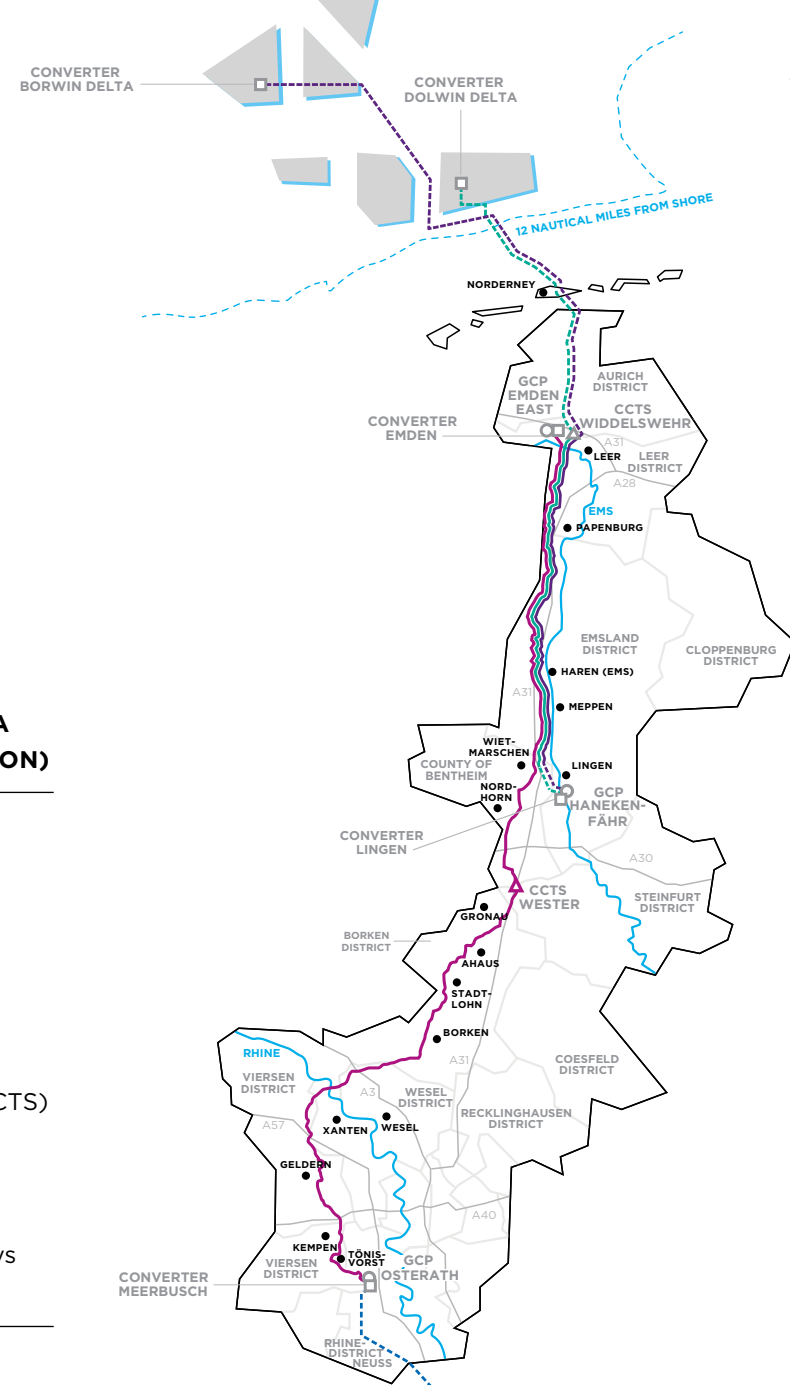 CONVERTER
BORWIN DELTA
CONVERTER
DOLWIN DELTA
12 NAUTICAL MILES FROM SHORE
NORDERNEY
GCP
EMDEN
EAST
AURICH
DISTRICT
CCTS
WIDDELSWEHR
CONVERTER
EMDEN
A31
LEER
LEER
DISTRICT
A28
EMS
PAPENBURG
EMSLAND
DISTRICT
CLOPPENBURG
DISTRICT
HAREN (EMS)
A31
MEPPEN
A
ON)
WIET-
MARSCHEN
COUNTY OF
BENTHEIM
LINGEN
NORD-
HORN
GCP
HANEKEN-
FÄHR
CONVERTER
LINGEN
A30
CCTS
WESTER
STEINFURT
DISTRICT
GRONAU
BORKEN
DISTRICT
AHAUS
STADT-
LOHN
BORKEN
RHINE
A31
COESFELD
DISTRICT
VIERSEN
DISTRICT
A3
WESEL
DISTRICT
CTS)
RECKLINGHAUSEN
DISTRICT
A57
XANTEN
WESEL
GELDERN
A40
KEMPEN
TÖNIS-
VORST
VIERSEN
DISTRICT
GCP
OSTERATH
CONVERTER
MEERBUSCH
RHINE-
DISTRICT
NEUSS